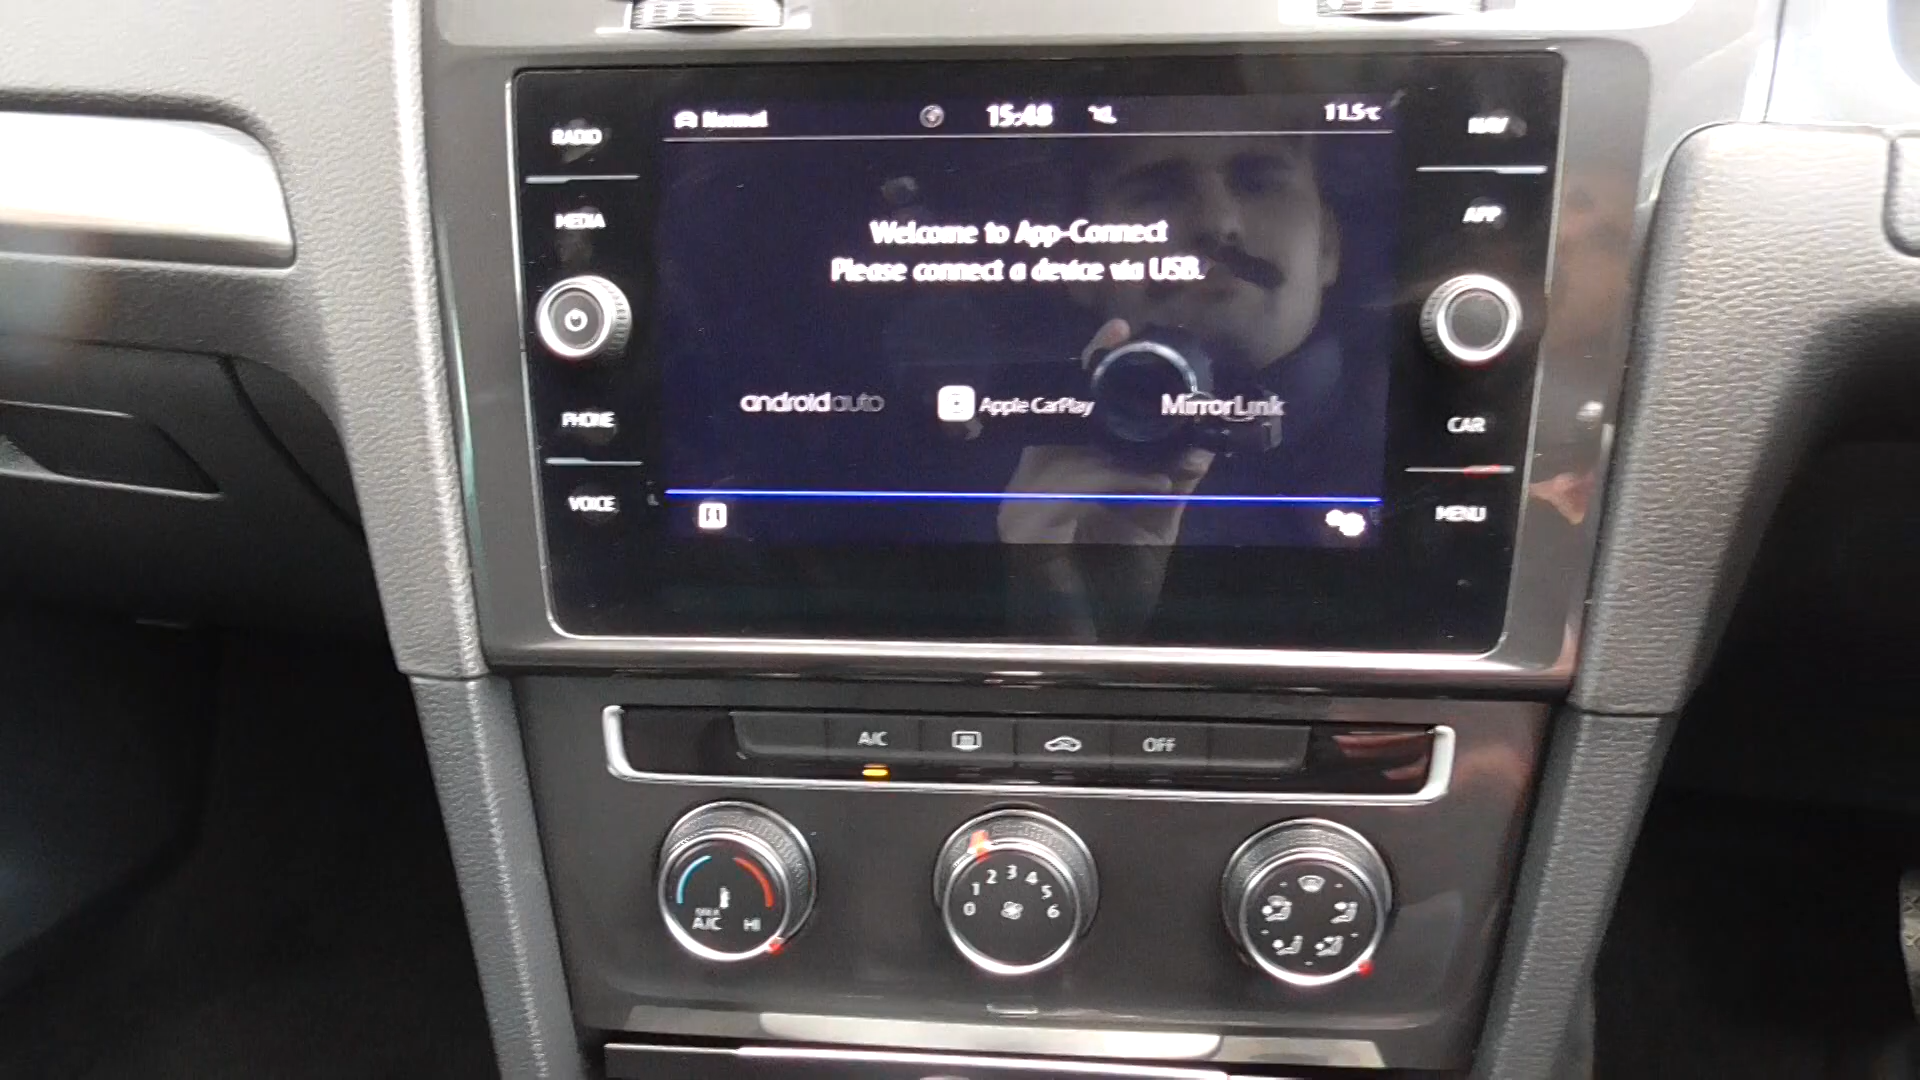 Normal 15:48 11.5°C
RADIO
MEDIA
PHONE
VOICE
NAV
APP
CAR
MENU
Welcome to App-Connect
Please connect a device via USB.
androidauto Apple CarPlay MirrorLink
A/C OFF
A/C HI
0 1 2 3 4 5 6